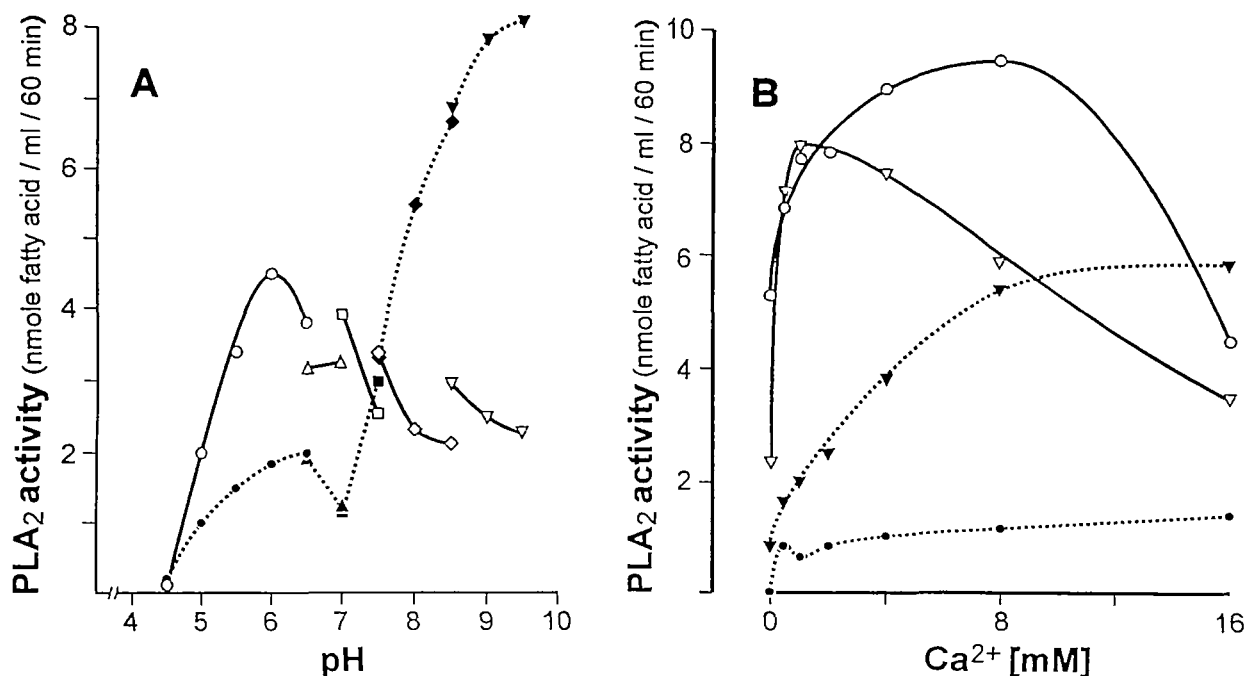 A
PLA2 activity (nmole fatty acid / ml / 60 min)
8
6
4
2
4 5 6 7 8 9 10
pH
B
PLA2 activity (nmole fatty acid / ml / 60 min)
10
8
6
4
2
0
0 8 16
Ca2+ [mM]